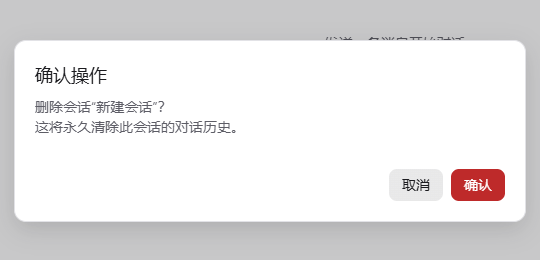 确认操作
删除会话“新建会话”？
这将永久清除此会话的对话历史。
取消
确认